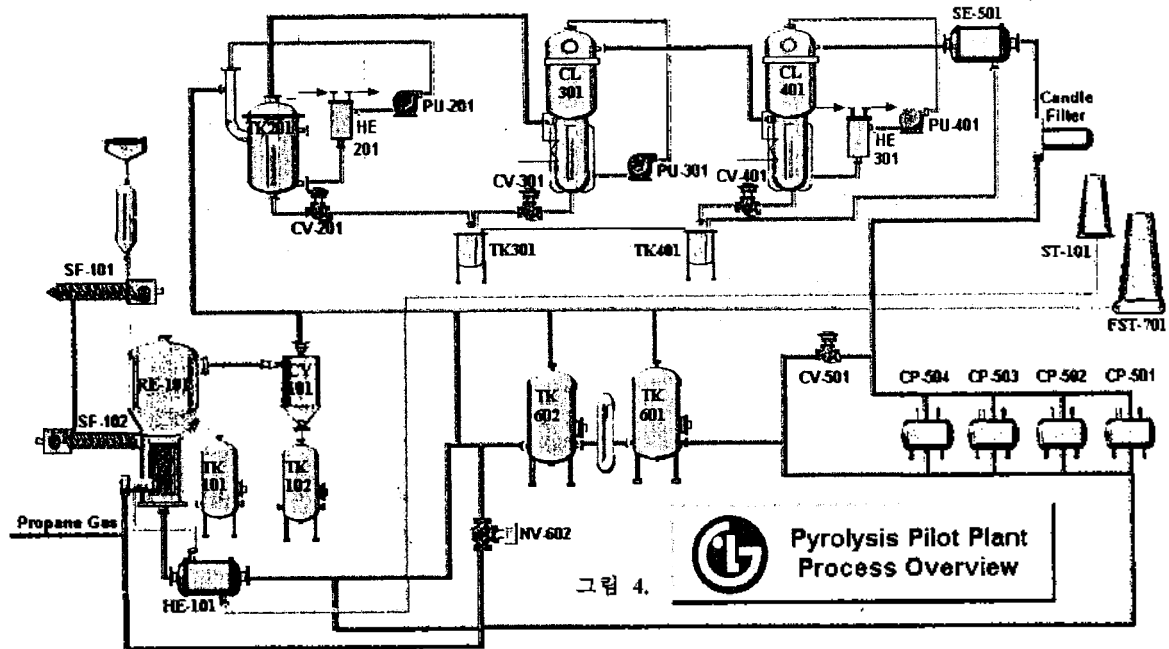 SE-501
CL
301
CL
401
PU-201
HE
201
TK201
PU-401
HE
301
Candle
Filter
CV-301
PU-301
CV-401
CV-201
TK301
TK401
ST-101
FST-701
SF-101
RE-101
CY
101
SF-102
TK
101
TK
102
TK
602
TK
601
CV-501
CP-504
CP-503
CP-502
CP-501
Propane Gas
NV-602
HE-101
그림 4.
Pyrolysis Pilot Plant
Process Overview